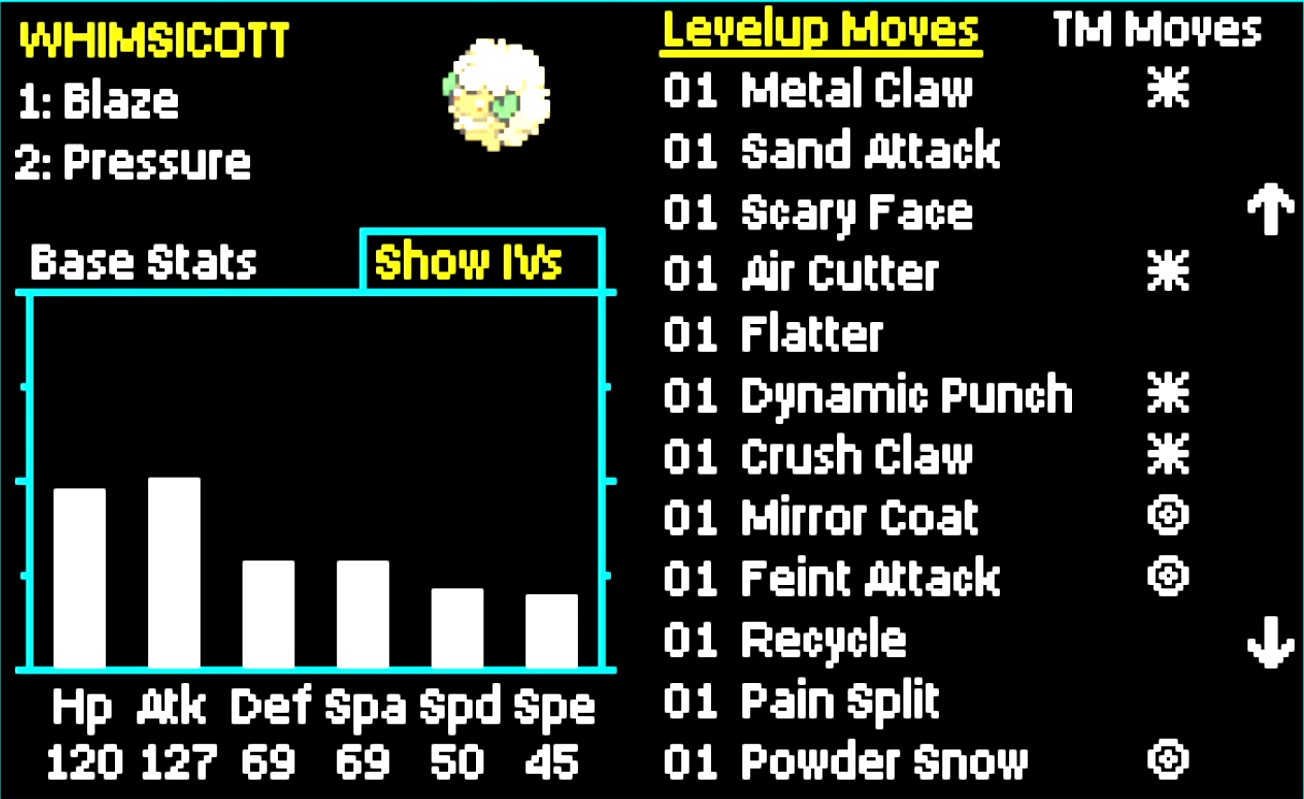 WHIMSICOTT
1: Blaze
2: Pressure
Base Stats Show IVs
Hp Atk Def Spa Spd Spe
120 127 69 69 50 45
Levelup Moves TM Moves
01 Metal Claw
01 Sand Attack
01 Scary Face
01 Air Cutter
01 Flatter
01 Dynamic Punch
01 Crush Claw
01 Mirror Coat
01 Feint Attack
01 Recycle
01 Pain Split
01 Powder Snow